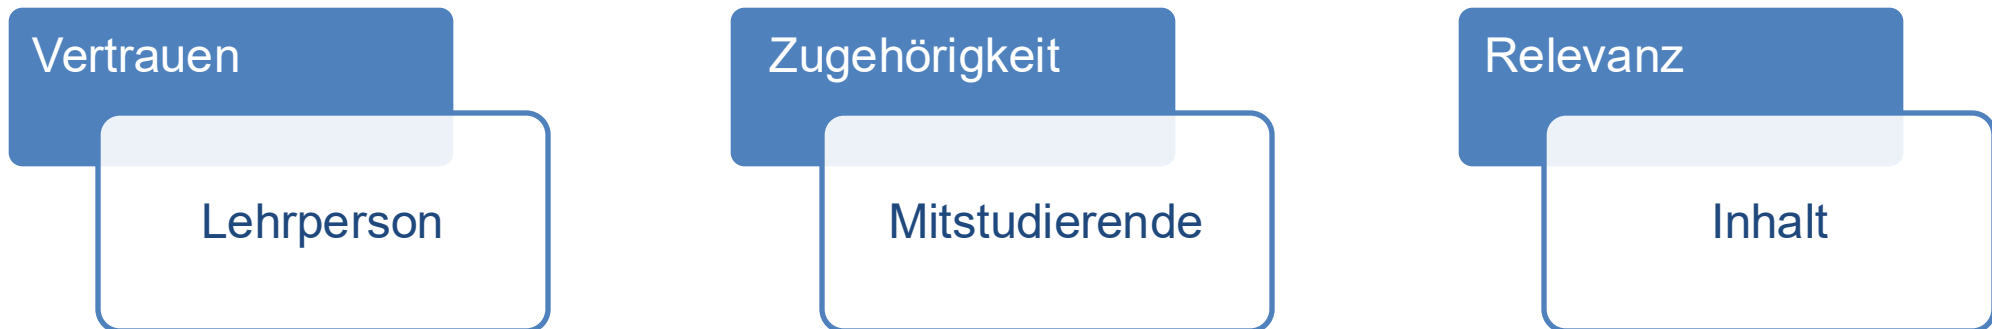 Vertrauen
Lehrperson
Zugehörigkeit
Mitstudierende
Relevanz
Inhalt